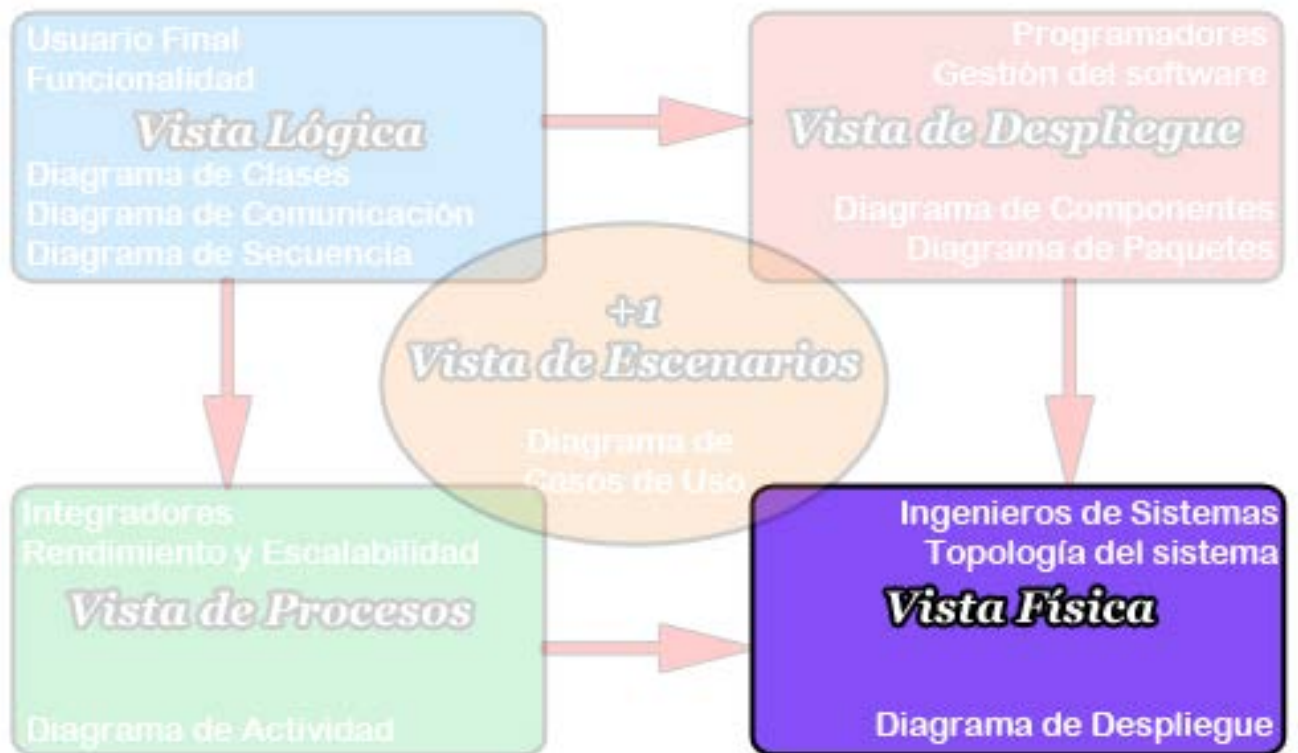 Usuario Final
Funcionalidad
Vista Lógica
Diagrama de Clases
Diagrama de Comunicación
Diagrama de Secuencia
Programadores
Gestión del software
Vista de Despliegue
Diagrama de Componentes
Diagrama de Paquetes
+1
Vista de Escenarios
Diagrama de
Casos de Uso
Integradores
Rendimiento y Escalabilidad
Vista de Procesos
Diagrama de Actividad
Ingenieros de Sistemas
Topología del sistema
Vista Física
Diagrama de Despliegue